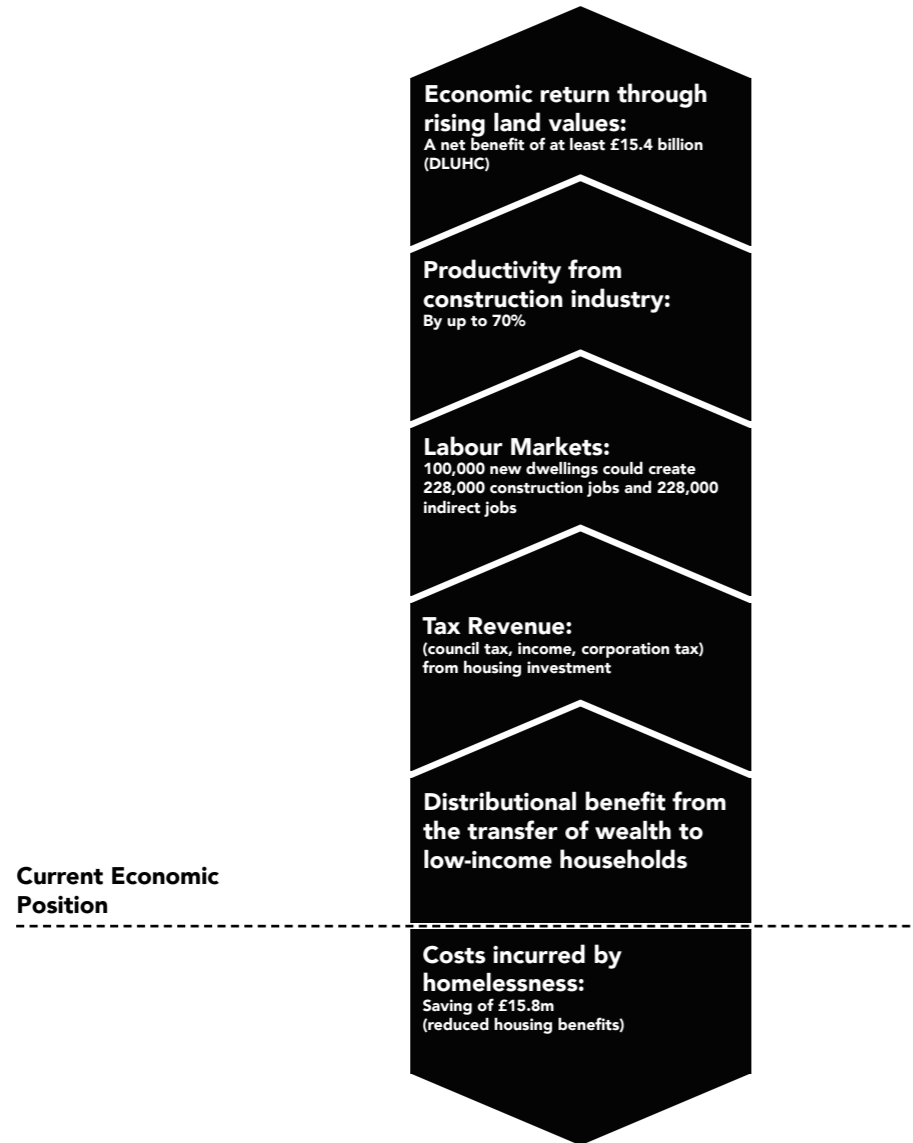 Economic return through
rising land values:
A net benefit of at least £15.4 billion
(DLUHC)
Productivity from
construction industry:
By up to 70%
Labour Markets:
100,000 new dwellings could create
228,000 construction jobs and 228,000
indirect jobs
Tax Revenue:
(council tax, income, corporation tax)
from housing investment
Distributional benefit from
the transfer of wealth to
low-income households
Current Economic
Position
Costs incurred by
homelessness:
Saving of £15.8m
(reduced housing benefits)